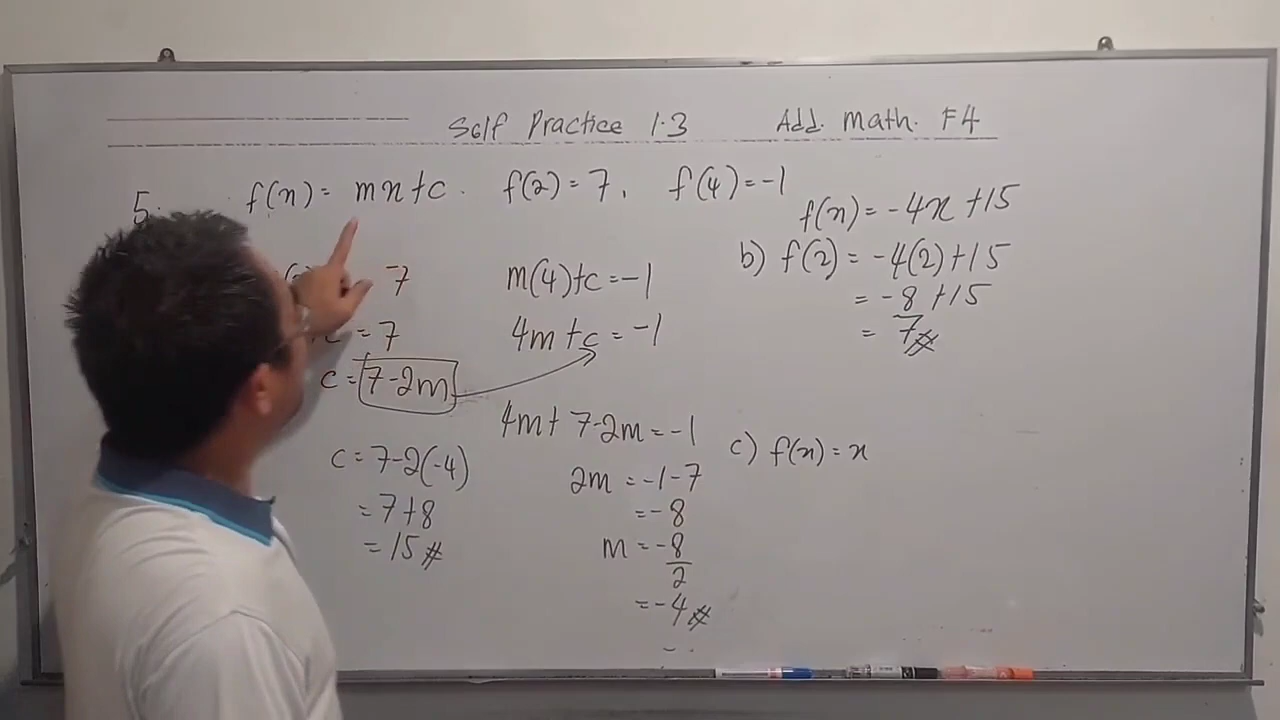 Self Practice 1.3 Add. Math. F4
5. f(x) = mx+c. f(2) = 7, f(4) = -1
7
= 7
c = 7-2m
c = 7-2(-4)
= 7+8
= 15 #
m(4)+c = -1
4m+c = -1
4m+ 7-2m = -1
2m = -1-7
= -8
m = -8/2
= -4 #
f(x) = -4x +15
b) f(2) = -4(2)+15
= -8 +15
= 7 #
c) f(x) = x